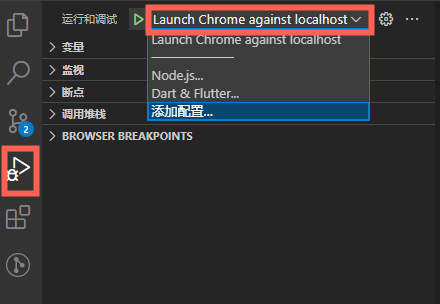 运行和调试 Launch Chrome against localhost
Launch Chrome against localhost
变量
监视
Node.js...
断点
Dart & Flutter...
调用堆栈
添加配置...
2
BROWSER BREAKPOINTS